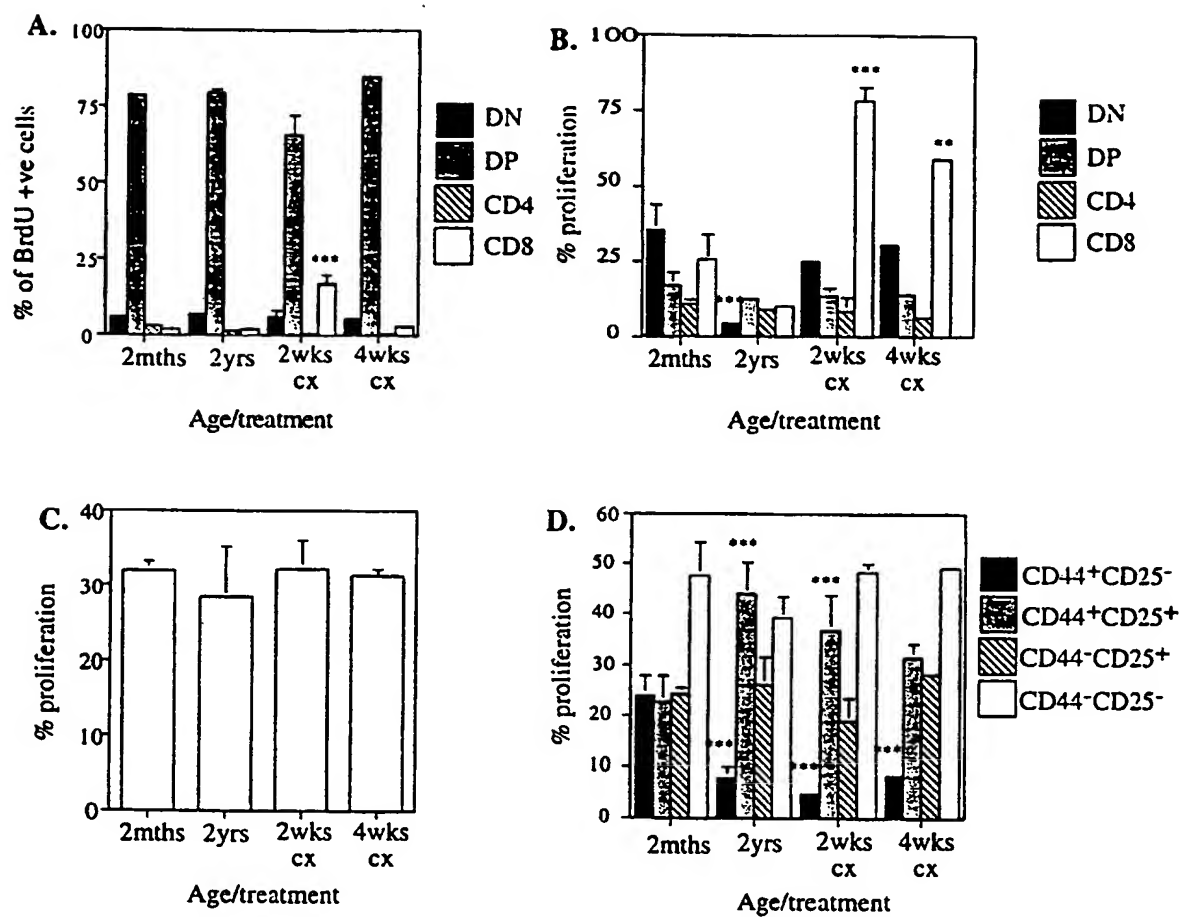 A.
100
75
50
25
0
% of BrdU +ve cells
***
2mths 2yrs 2wks cx 4wks cx
Age/treatment
DN
DP
CD4
CD8
B.
100
75
50
25
0
% proliferation
***
***
**
2mths 2yrs 2wks cx 4wks cx
Age/treatment
DN
DP
CD4
CD8
C.
40
30
20
10
0
% proliferation
2mths 2yrs 2wks cx 4wks cx
Age/treatment
D.
60
50
40
30
20
10
0
% proliferation
***
***
***
***
***
2mths 2yrs 2wks cx 4wks cx
Age/treatment
CD44⁺CD25⁻
CD44⁺CD25⁺
CD44⁻CD25⁺
CD44⁻CD25⁻